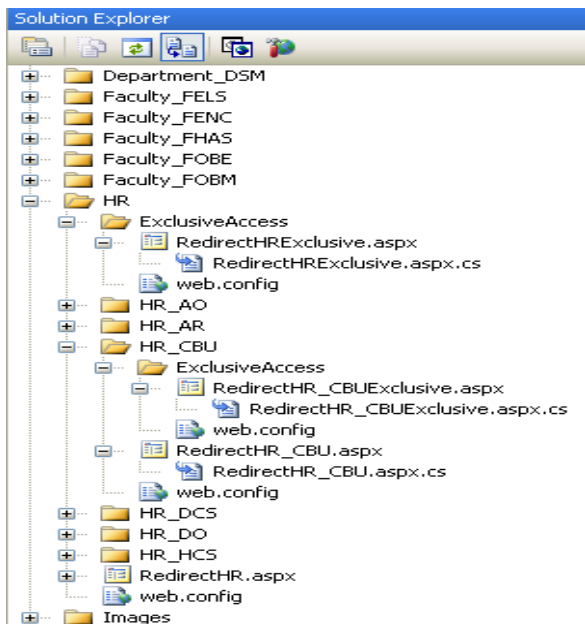 Solution Explorer
Department_DSM
Faculty_FELS
Faculty_FENC
Faculty_FHAS
Faculty_FOBE
Faculty_FOBM
HR
ExclusiveAccess
RedirectHRExclusive.aspx
RedirectHRExclusive.aspx.cs
web.config
HR_AO
HR_AR
HR_CBU
ExclusiveAccess
RedirectHR_CBUExclusive.aspx
RedirectHR_CBUExclusive.aspx.cs
web.config
RedirectHR_CBU.aspx
RedirectHR_CBU.aspx.cs
web.config
HR_DCS
HR_DO
HR_HCS
RedirectHR.aspx
web.config
Images